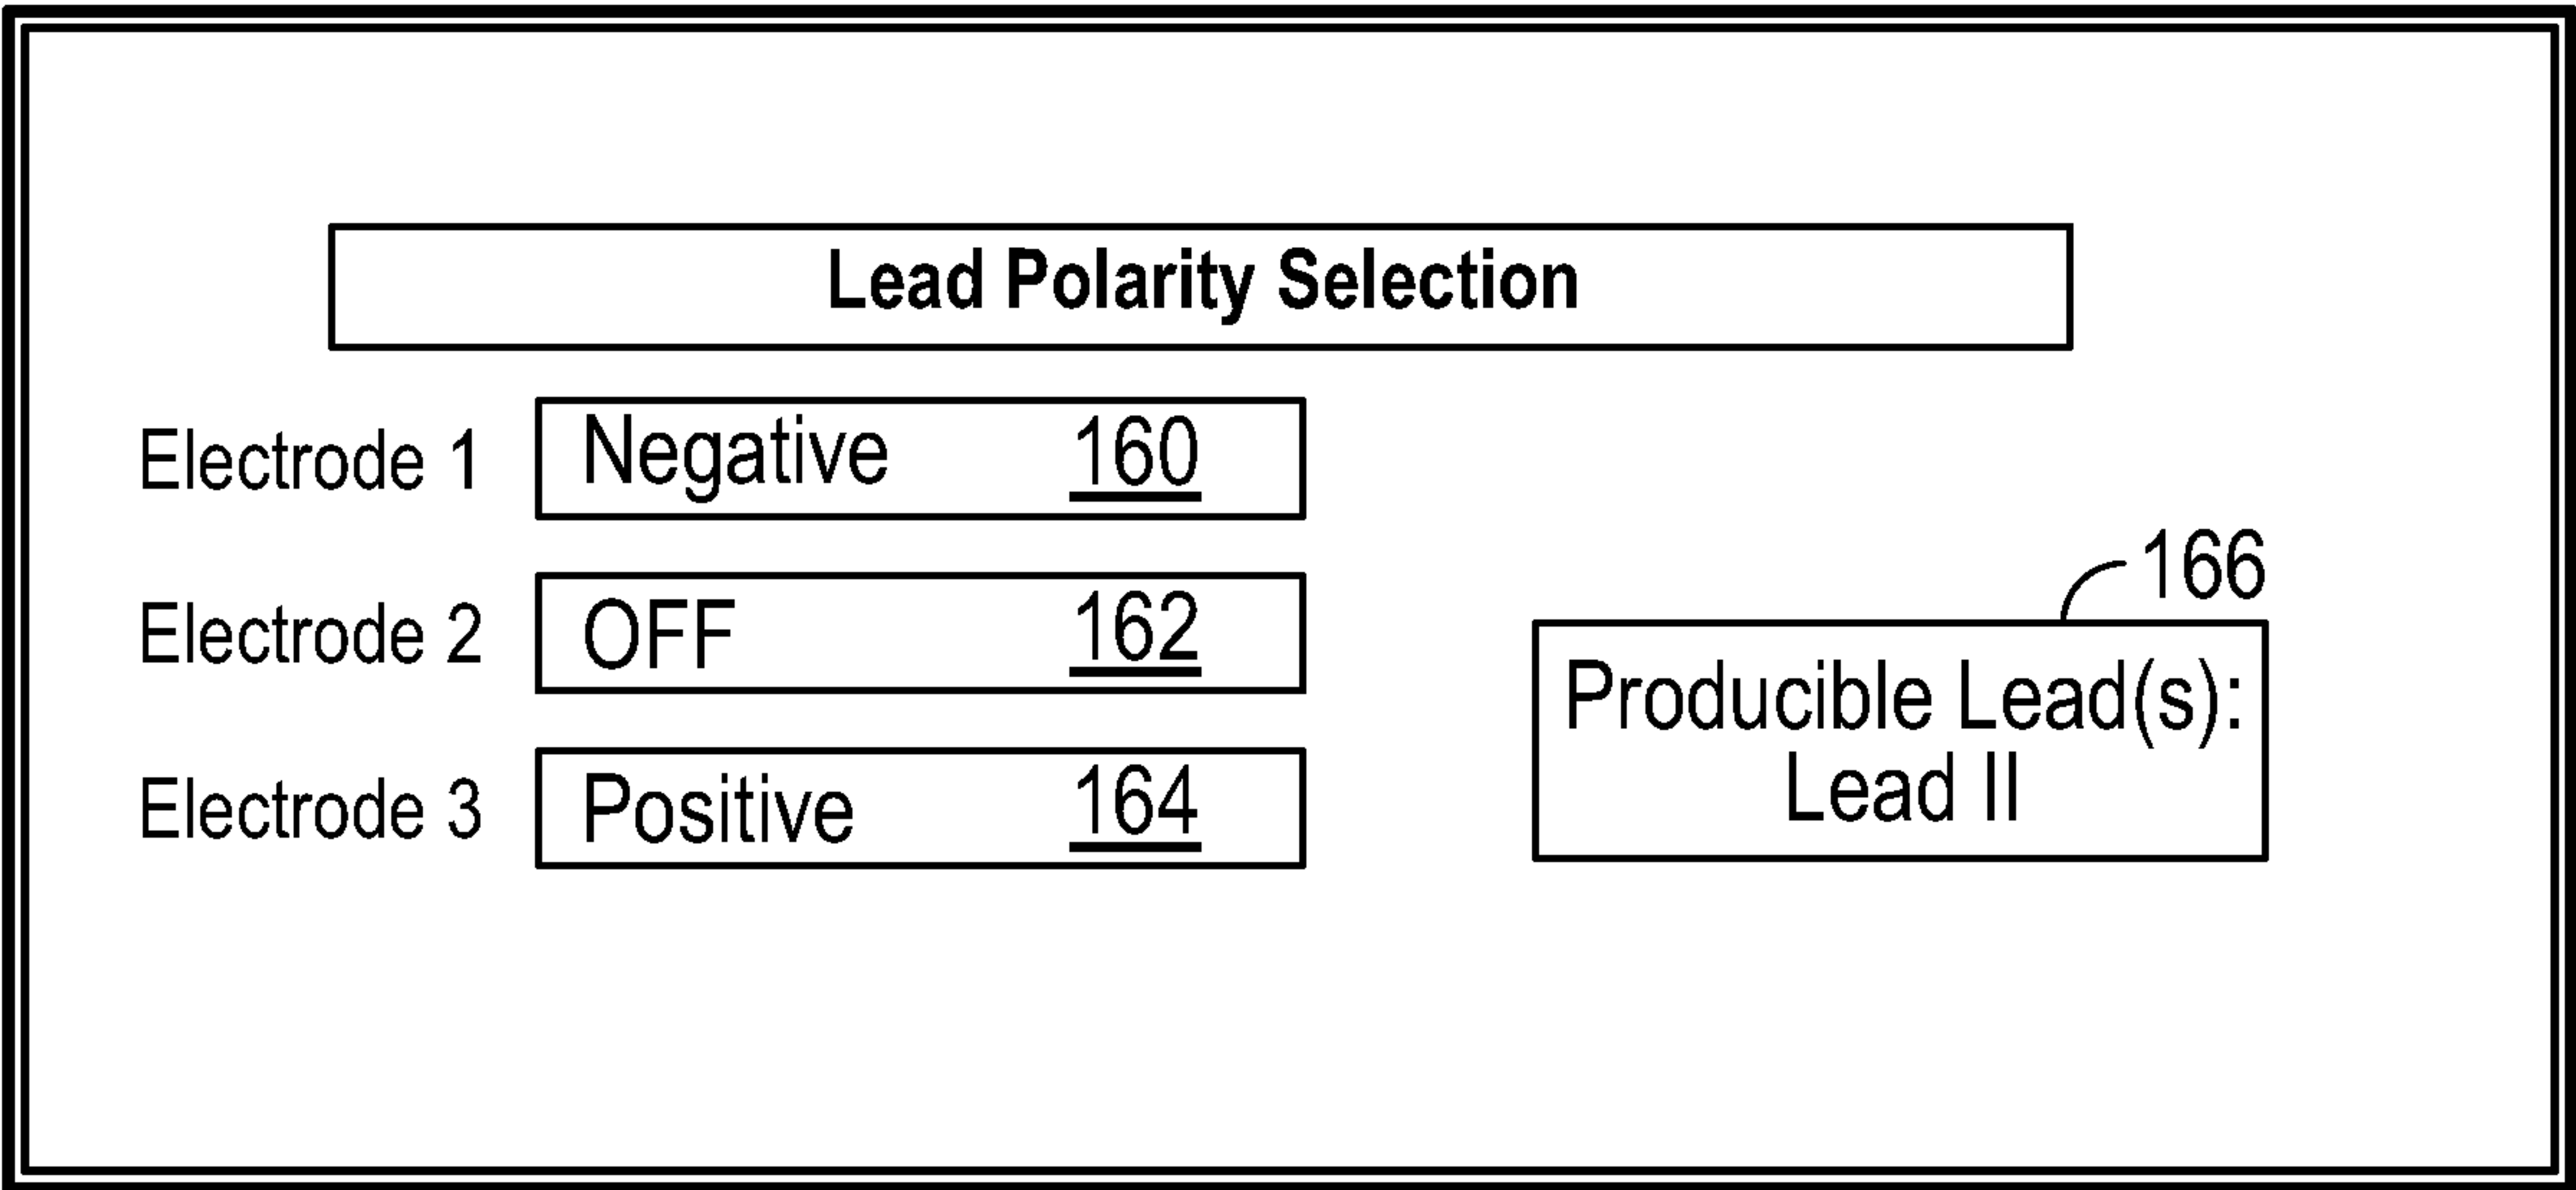 Lead Polarity Selection
Electrode 1 Negative 160
Electrode 2 OFF 162
Electrode 3 Positive 164
166
Producible Lead(s):
Lead II